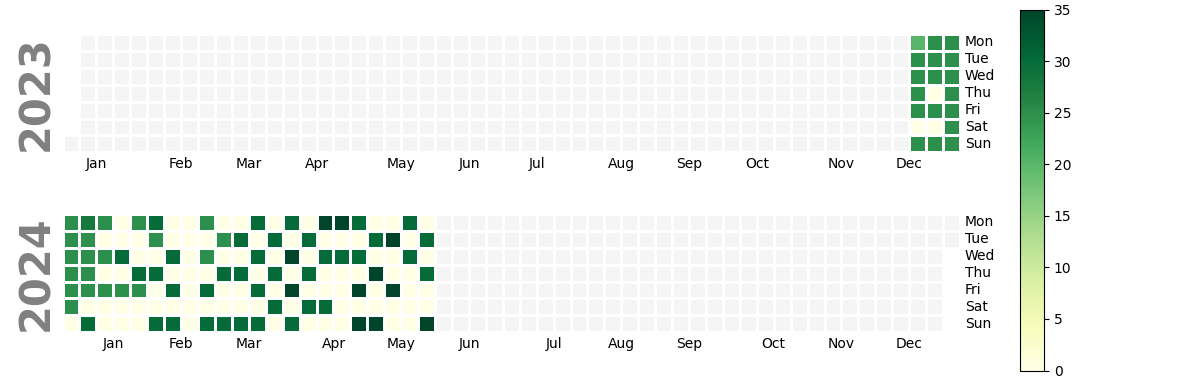 2023
Mon
Tue
Wed
Thu
Fri
Sat
Sun
Jan Feb Mar Apr May Jun Jul Aug Sep Oct Nov Dec
2024
Mon
Tue
Wed
Thu
Fri
Sat
Sun
Jan Feb Mar Apr May Jun Jul Aug Sep Oct Nov Dec
35
30
25
20
15
10
5
0